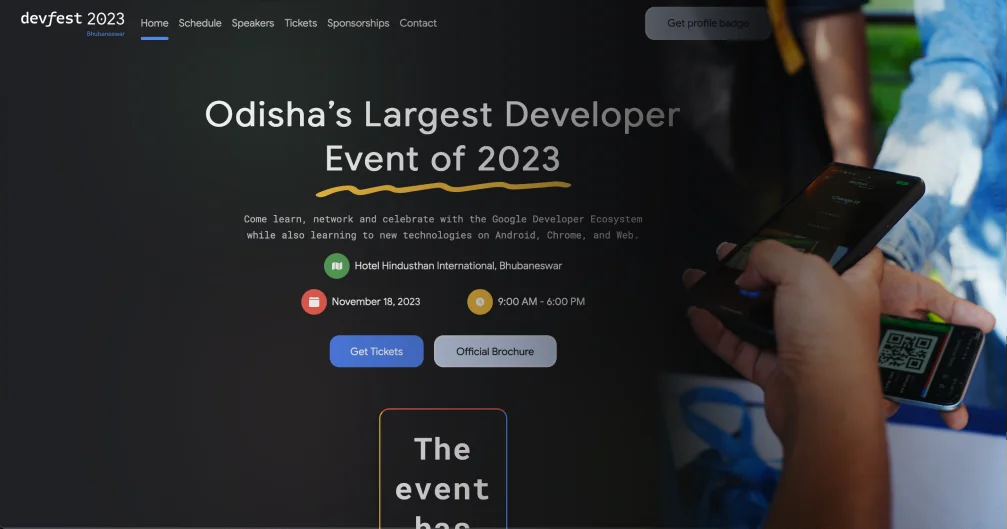 devfest 2023
Bhubaneswar
Home Schedule Speakers Tickets Sponsorships Contact
Get profile badge
Odisha’s Largest Developer
Event of 2023
Come learn, network and celebrate with the Google Developer Ecosystem
while also learning to new technologies on Android, Chrome, and Web.
Hotel Hindusthan International, Bhubaneswar
November 18, 2023
9:00 AM - 6:00 PM
Get Tickets
Official Brochure
The
event
has